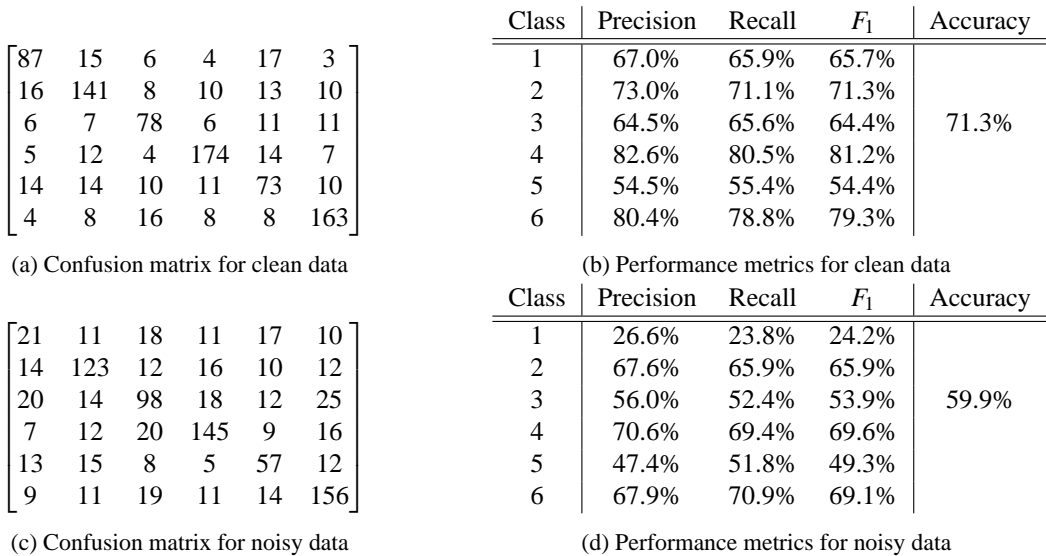 [87 15 6 4 17 3
16 141 8 10 13 10
6 7 78 6 11 11
5 12 4 174 14 7
14 14 10 11 73 10
4 8 16 8 8 163]
(a) Confusion matrix for clean data
Class Precision Recall F1 Accuracy
1 67.0% 65.9% 65.7%
2 73.0% 71.1% 71.3%
3 64.5% 65.6% 64.4% 71.3%
4 82.6% 80.5% 81.2%
5 54.5% 55.4% 54.4%
6 80.4% 78.8% 79.3%
(b) Performance metrics for clean data
[21 11 18 11 17 10
14 123 12 16 10 12
20 14 98 18 12 25
7 12 20 145 9 16
13 15 8 5 57 12
9 11 19 11 14 156]
(c) Confusion matrix for noisy data
Class Precision Recall F1 Accuracy
1 26.6% 23.8% 24.2%
2 67.6% 65.9% 65.9%
3 56.0% 52.4% 53.9% 59.9%
4 70.6% 69.4% 69.6%
5 47.4% 51.8% 49.3%
6 67.9% 70.9% 69.1%
(d) Performance metrics for noisy data